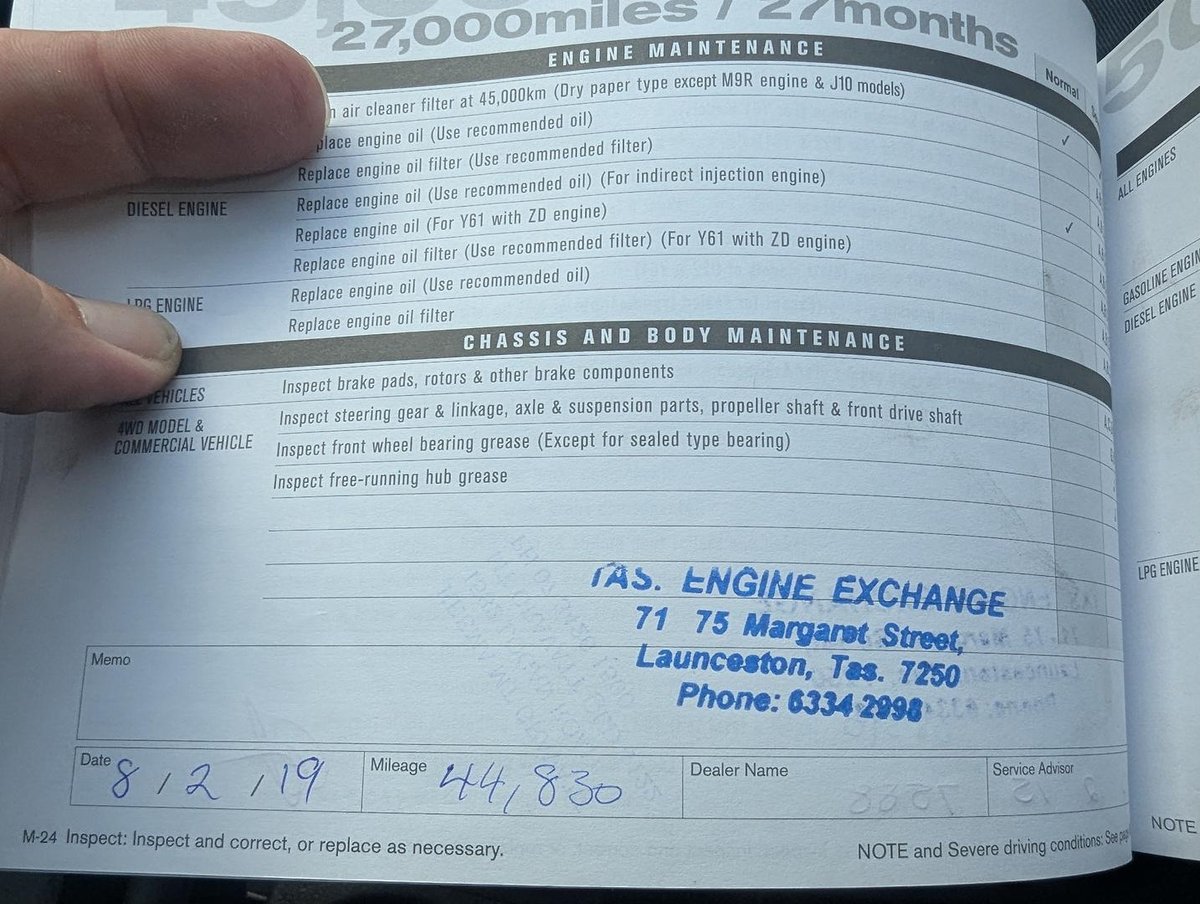 27,000miles / 27months
ENGINE MAINTENANCE
Normal
air cleaner filter at 45,000km (Dry paper type except M9R engine & J10 models)
place engine oil (Use recommended oil) ✓
Replace engine oil filter (Use recommended filter)
DIESEL ENGINE Replace engine oil (Use recommended oil) (For indirect injection engine)
Replace engine oil (For Y61 with ZD engine) ✓
Replace engine oil filter (Use recommended filter) (For Y61 with ZD engine)
LPG ENGINE Replace engine oil (Use recommended oil)
Replace engine oil filter
CHASSIS AND BODY MAINTENANCE
VEHICLES Inspect brake pads, rotors & other brake components
4WD MODEL & COMMERCIAL VEHICLE Inspect steering gear & linkage, axle & suspension parts, propeller shaft & front drive shaft
Inspect front wheel bearing grease (Except for sealed type bearing)
Inspect free-running hub grease
TAS. ENGINE EXCHANGE
71 75 Margaret Street,
Launceston, Tas. 7250
Phone: 6334 2998
Memo
Date 8/2/19 Mileage 44,830 Dealer Name Service Advisor
M-24 Inspect: Inspect and correct, or replace as necessary.
NOTE and Severe driving conditions: See
ALL ENGINES
GASOLINE ENGIN
DIESEL ENGINE
LPG ENGINE
NOTE